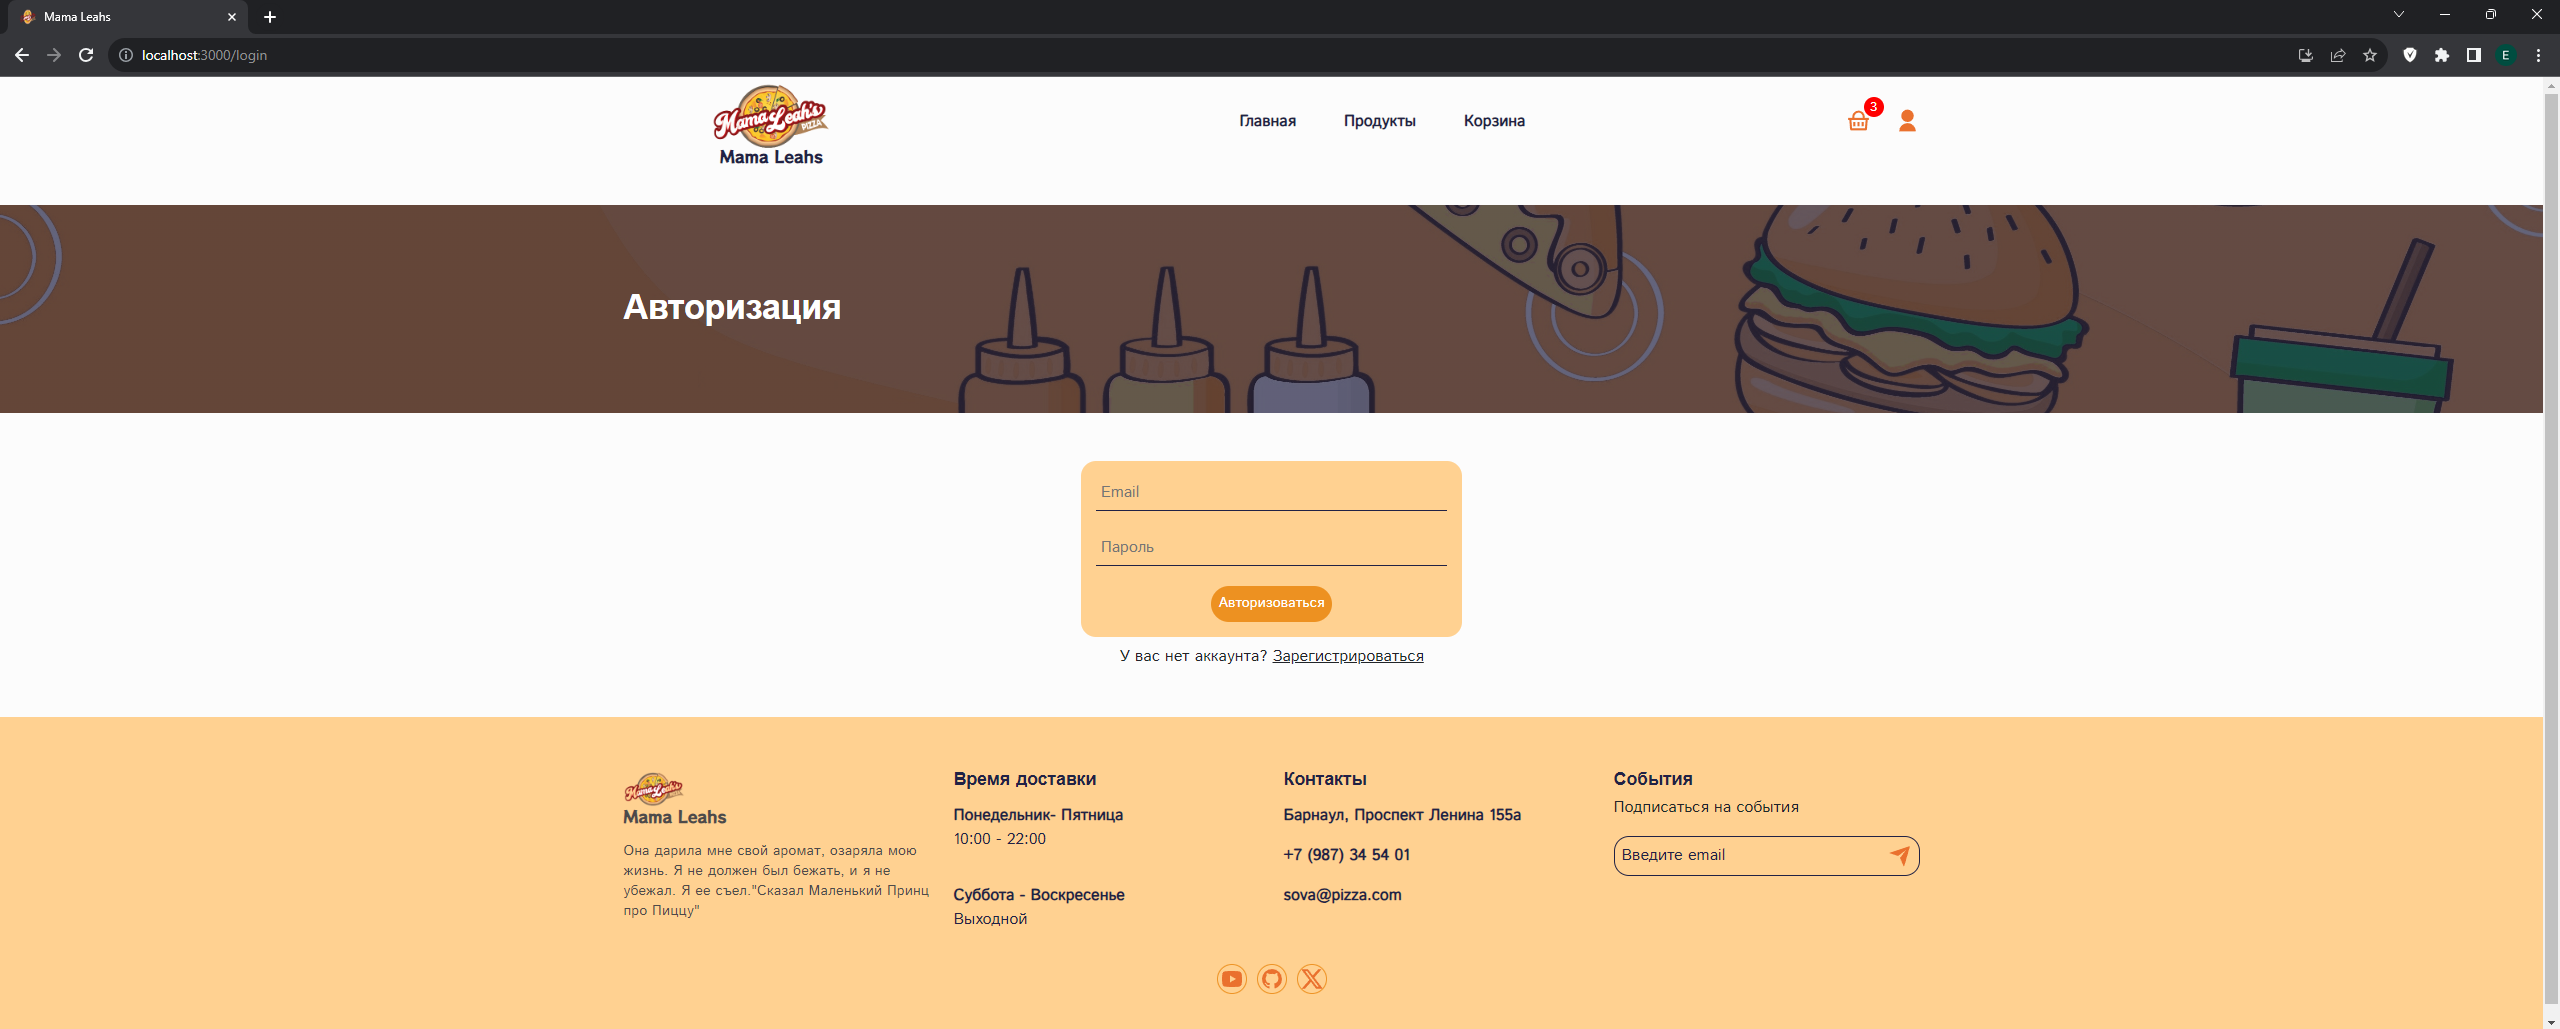 Mama Leahs
localhost:3000/login
E
Mama Leah's
PIZZA
Mama Leahs
Главная
Продукты
Корзина
3
Авторизация
Email
Пароль
Авторизоваться
У вас нет аккаунта? Зарегистрироваться
Mama Leahs
PIZZA
Mama Leahs
Она дарила мне свой аромат, озаряла мою
жизнь. Я не должен был бежать, и я не
убежал. Я ее съел."Сказал Маленький Принц
про Пиццу"
Время доставки
Понедельник- Пятница
10:00 - 22:00
Суббота - Воскресенье
Выходной
Контакты
Барнаул, Проспект Ленина 155а
+7 (987) 34 54 01
sova@pizza.com
События
Подписаться на события
Введите email